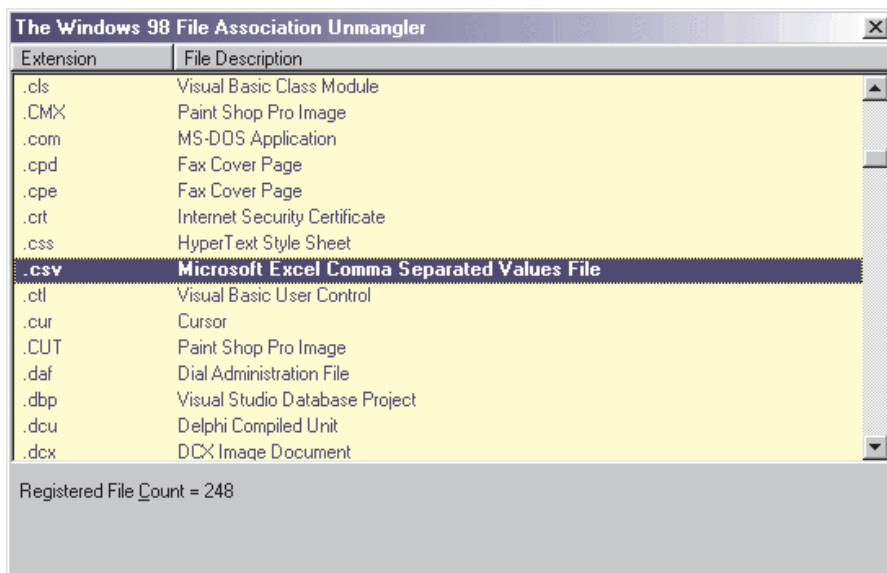 The Windows 98 File Association Unmangler
Extension File Description
.cls Visual Basic Class Module
.CMX Paint Shop Pro Image
.com MS-DOS Application
.cpd Fax Cover Page
.cpe Fax Cover Page
.crt Internet Security Certificate
.css HyperText Style Sheet
.csv Microsoft Excel Comma Separated Values File
.ctl Visual Basic User Control
.cur Cursor
.CUT Paint Shop Pro Image
.daf Dial Administration File
.dbp Visual Studio Database Project
.dcu Delphi Compiled Unit
.dcx DCX Image Document
Registered File Count = 248